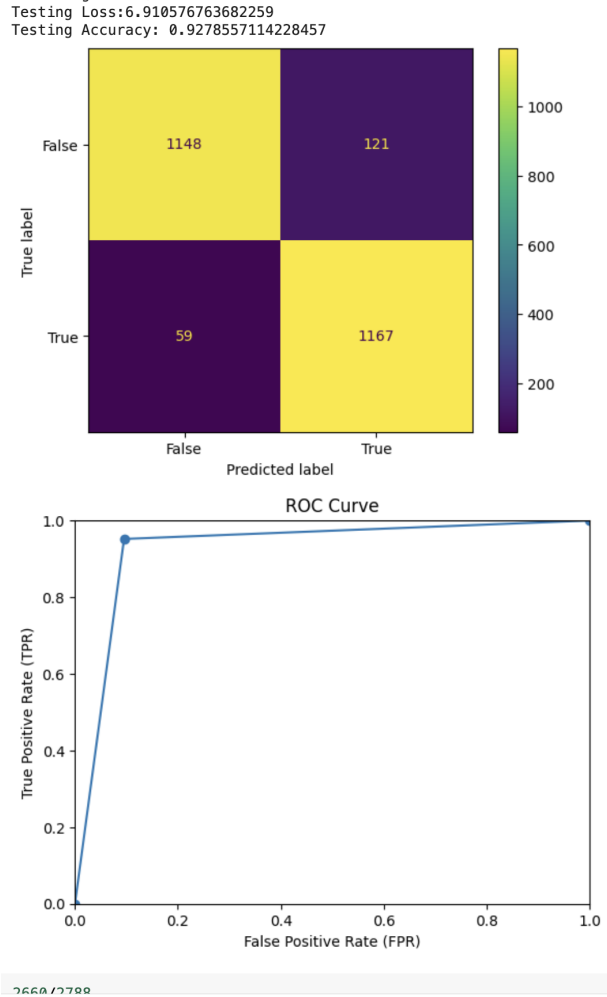 Testing Loss:6.910576763682259
Testing Accuracy: 0.9278557114228457
False
1148
121
True
59
1167
True label
False
True
Predicted label
1000
800
600
400
200
ROC Curve
1.0
0.8
0.6
0.4
0.2
0.0
True Positive Rate (TPR)
0.0
0.2
0.4
0.6
0.8
1.0
False Positive Rate (FPR)
2660/2788